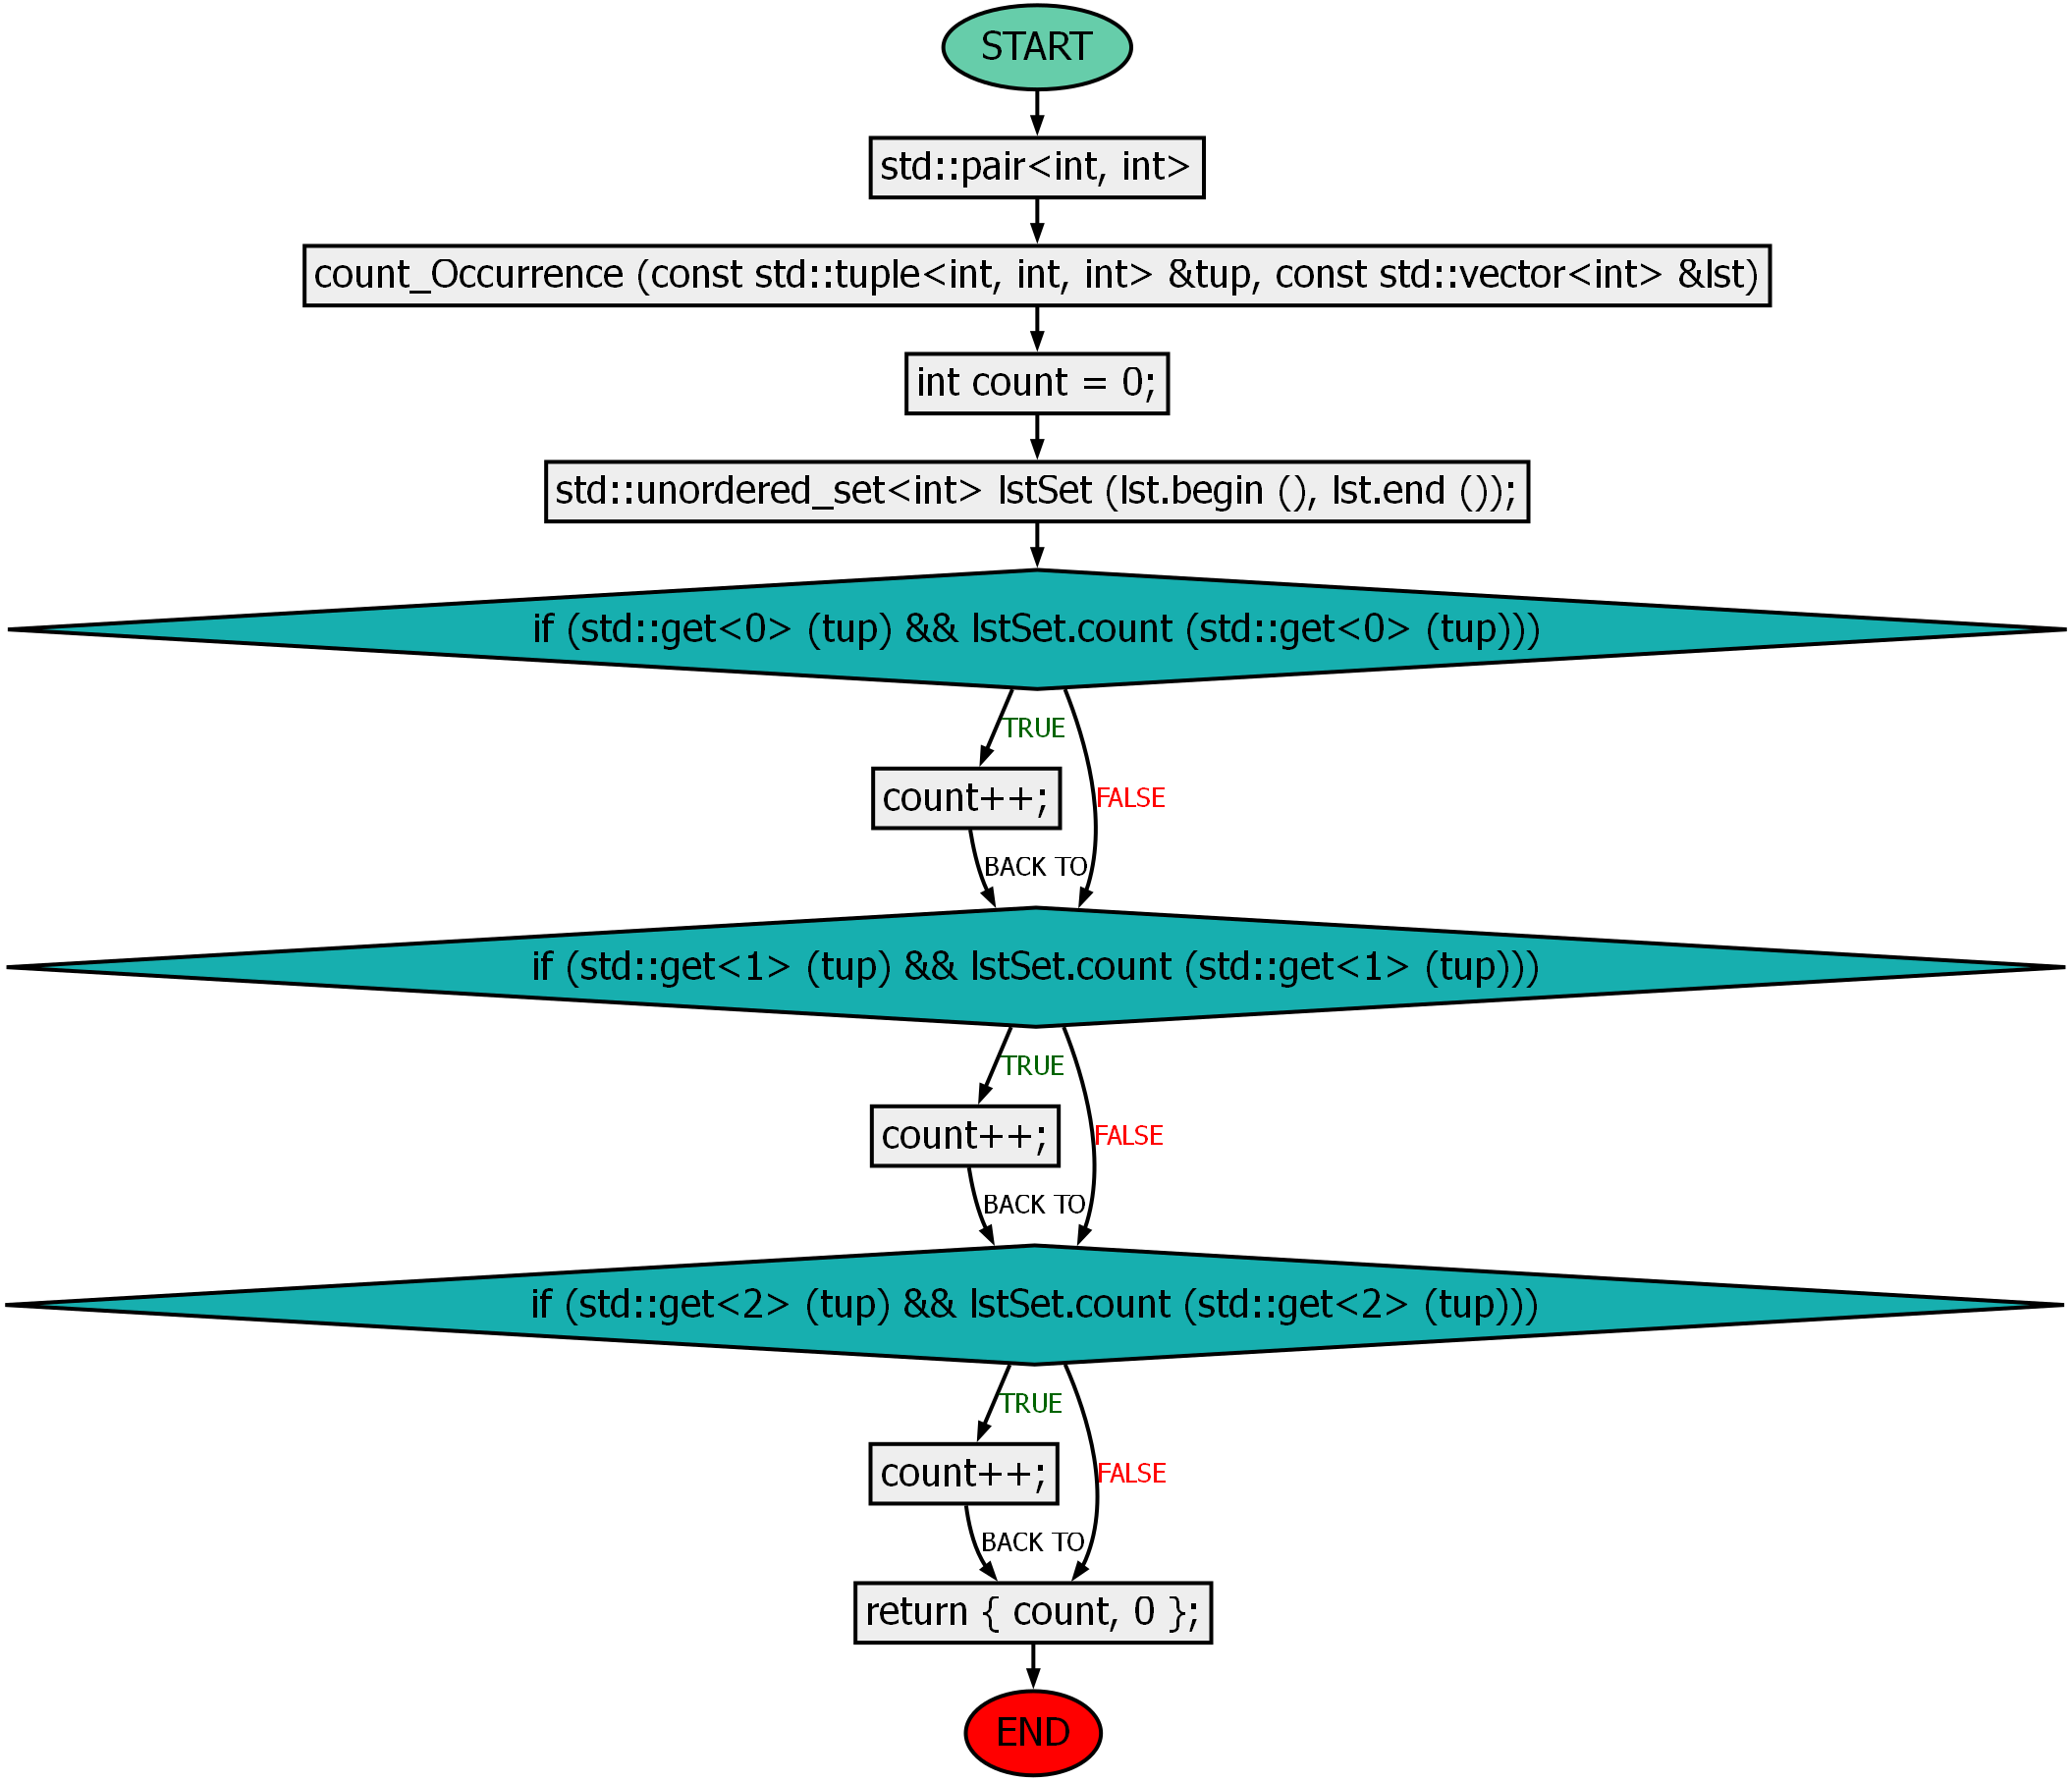 START
std::pair<int, int>
count_Occurrence (const std::tuple<int, int, int> &tup, const std::vector<int> &lst)
int count = 0;
std::unordered_set<int> lstSet (lst.begin (), lst.end ());
if (std::get<0> (tup) && lstSet.count (std::get<0> (tup)))
TRUE
count++;
FALSE
BACK TO
if (std::get<1> (tup) && lstSet.count (std::get<1> (tup)))
TRUE
count++;
FALSE
BACK TO
if (std::get<2> (tup) && lstSet.count (std::get<2> (tup)))
TRUE
count++;
FALSE
BACK TO
return { count, 0 };
END